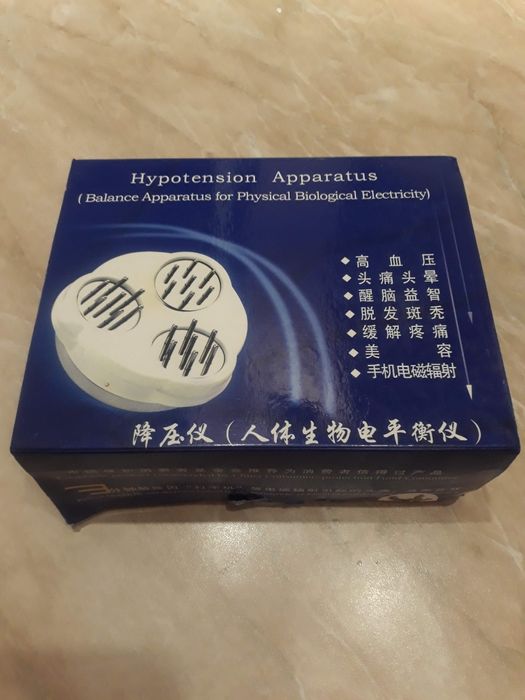 Hypotension Apparatus
(Balance Apparatus for Physical Biological Electricity)
◆高血压
◆头痛头晕
◆醒脑益智
◆脱发斑秃
◆缓解疼痛
◆美容
◆手机电磁辐射
降压仪(人体生物电平衡仪)